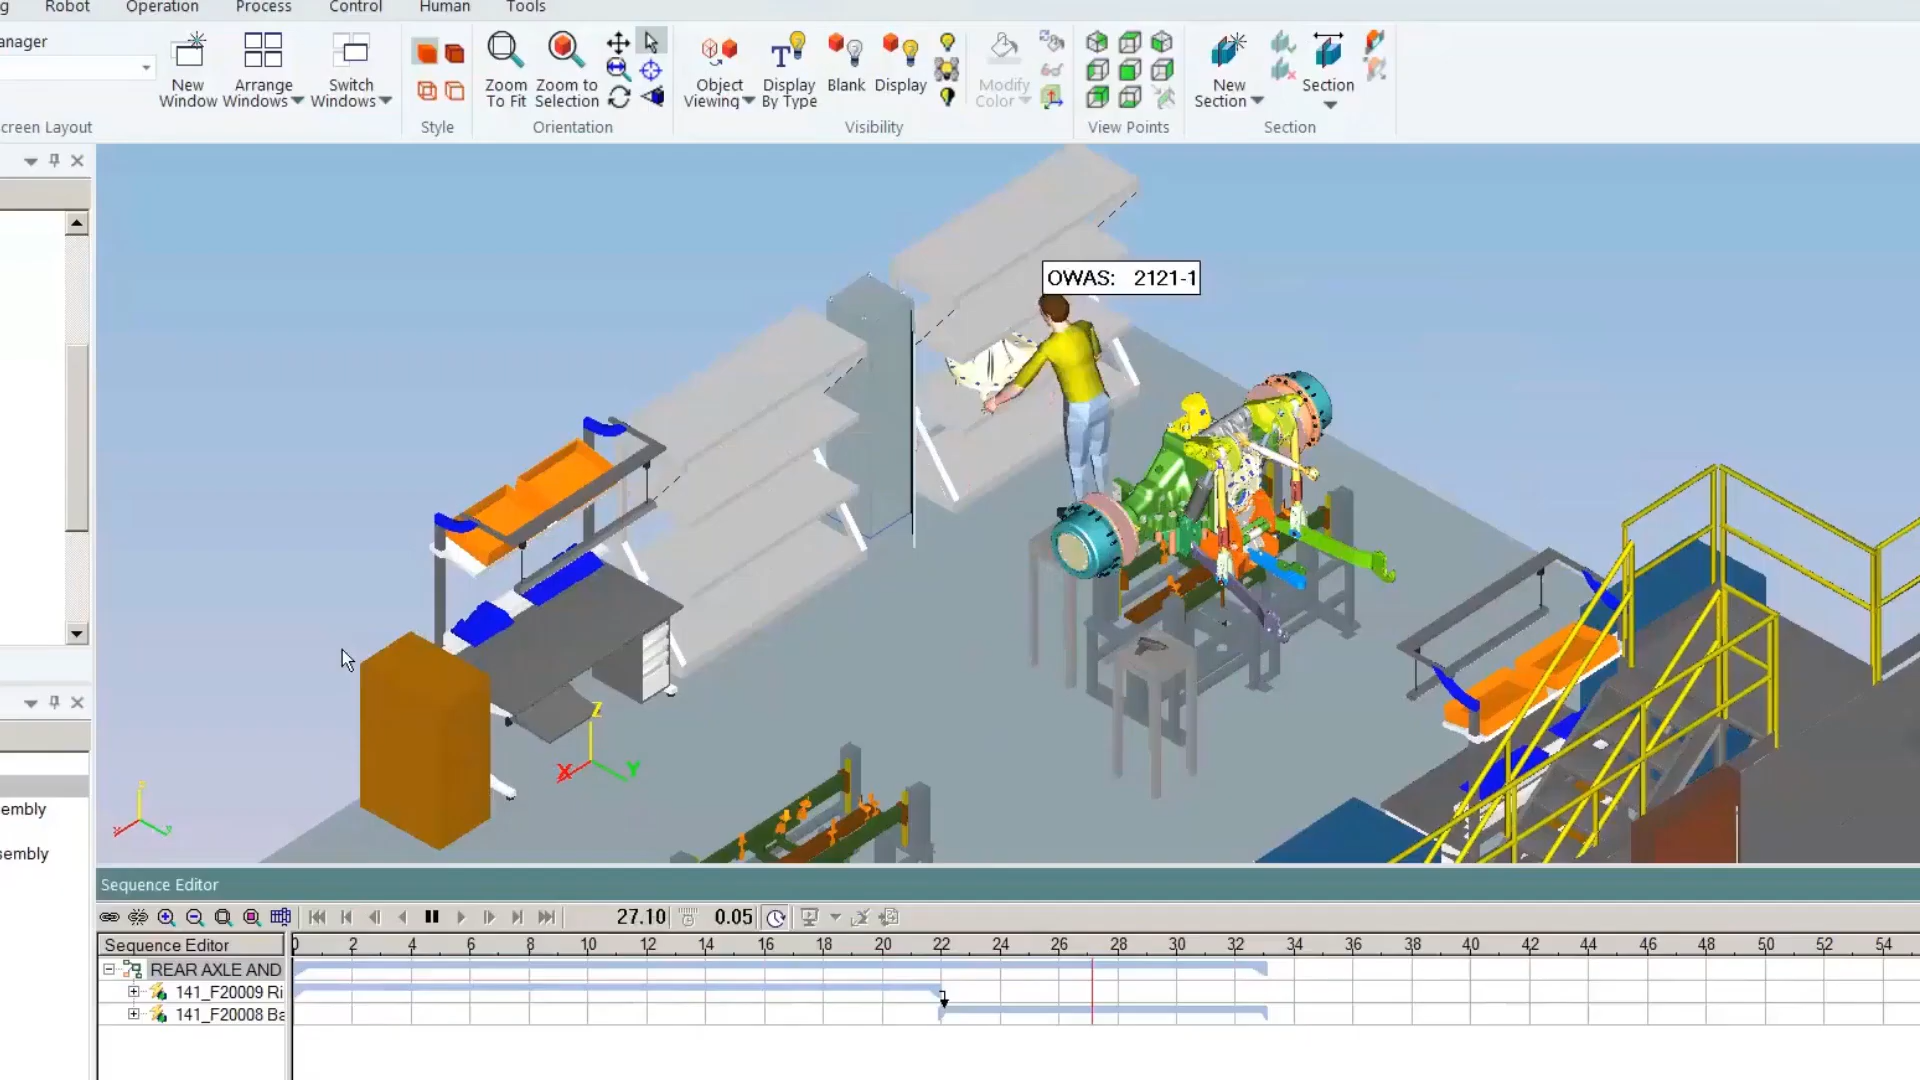 g Robot Operation Process Control Human Tools
anager
New Window
Arrange Windows
Switch Windows
Zoom To Fit
Zoom to Selection
Object Viewing
Display By Type
Blank
Display
Modify Color
New Section
Section
creen Layout
Style
Orientation
Visibility
View Points
Section
OWAS: 2121-1
Z
X
Y
embly
sembly
Sequence Editor
27.10 0.05
Sequence Editor 0 2 4 6 8 10 12 14 16 18 20 22 24 26 28 30 32 34 36 38 40 42 44 46 48 50 52 54
REAR AXLE AND
141_F20009 Ri
141_F20008 Ba